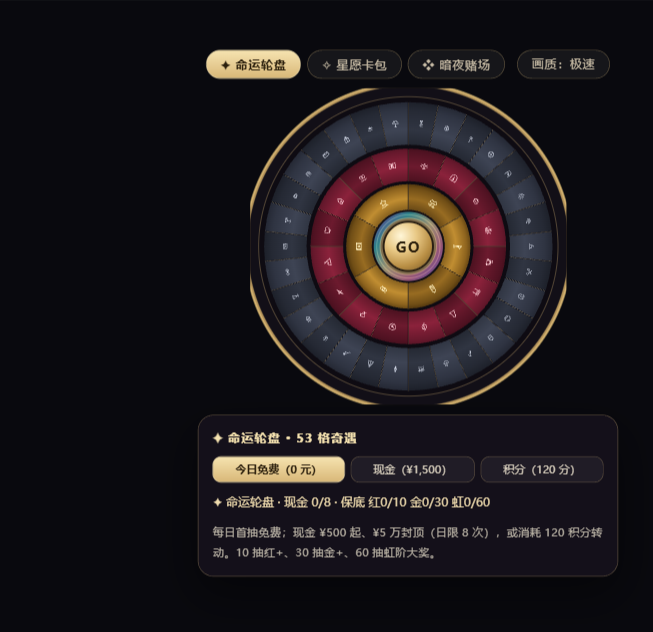 ✦ 命运轮盘
✧ 星愿卡包
❖ 暗夜赌场
画质：极速
GO
✦ 命运轮盘・53 格奇遇
今日免费（0 元）
现金（¥1,500）
积分（120 分）
✦ 命运轮盘 · 现金 0/8 · 保底 红0/10 金0/30 虹0/60
每日首抽免费；现金 ¥500 起、¥5 万封顶（日限 8 次），或消耗 120 积分转
动。10 抽红+、30 抽金+、60 抽虹阶大奖。